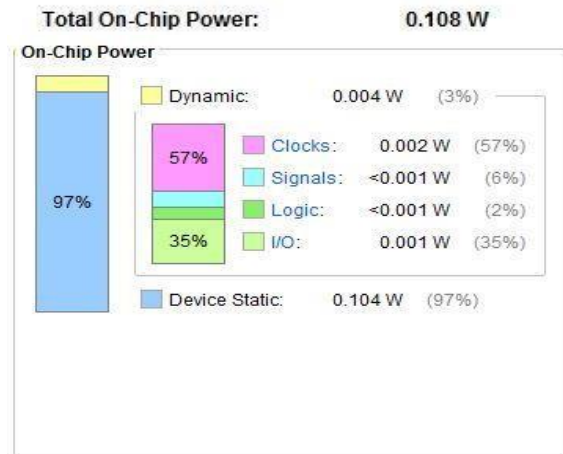 Total On-Chip Power: 0.108 W
On-Chip Power
Dynamic: 0.004 W (3%)
57% Clocks: 0.002 W (57%)
Signals: <0.001 W (6%)
97% Logic: <0.001 W (2%)
35% I/O: 0.001 W (35%)
Device Static: 0.104 W (97%)